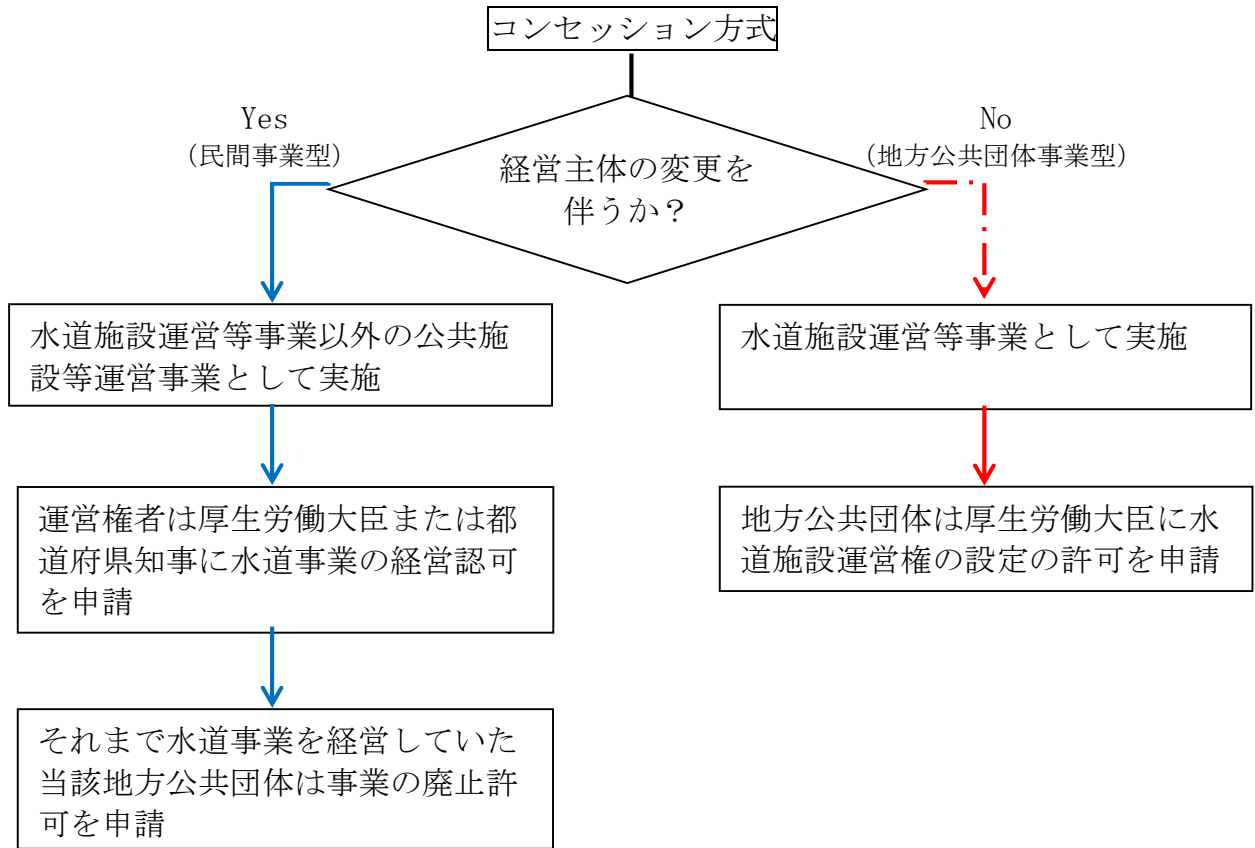 コンセッション方式
Yes
(民間事業型)
No
(地方公共団体事業型)
経営主体の変更を
伴うか?
水道施設運営等事業以外の公共施
設等運営事業として実施
水道施設運営等事業として実施
運営権者は厚生労働大臣または都
道府県知事に水道事業の経営認可
を申請
地方公共団体は厚生労働大臣に水
道施設運営権の設定の許可を申請
それまで水道事業を経営していた
当該地方公共団体は事業の廃止許
可を申請